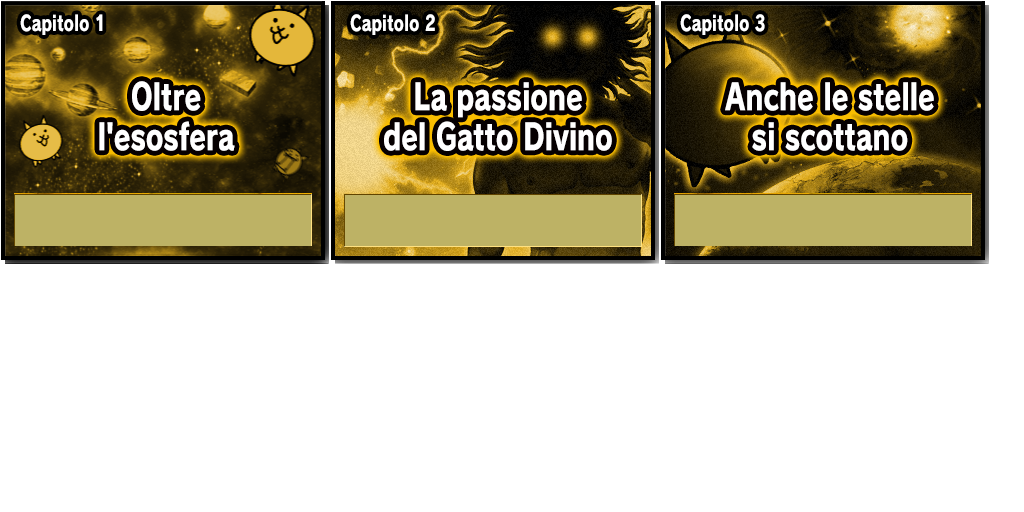 Capitolo 1
Oltre
l'esosfera
Capitolo 2
La passione
del Gatto Divino
Capitolo 3
Anche le stelle
si scottano